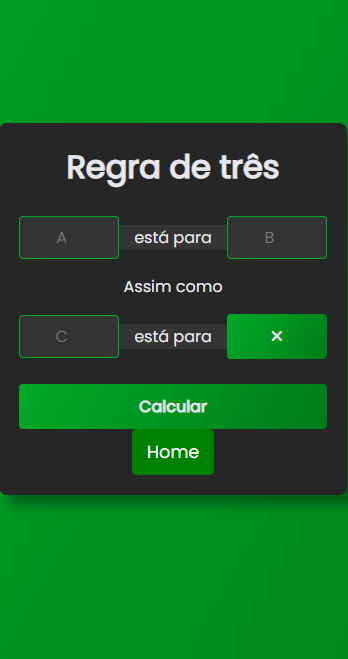 Regra de três
A está para B
Assim como
C está para ×
Calcular
Home